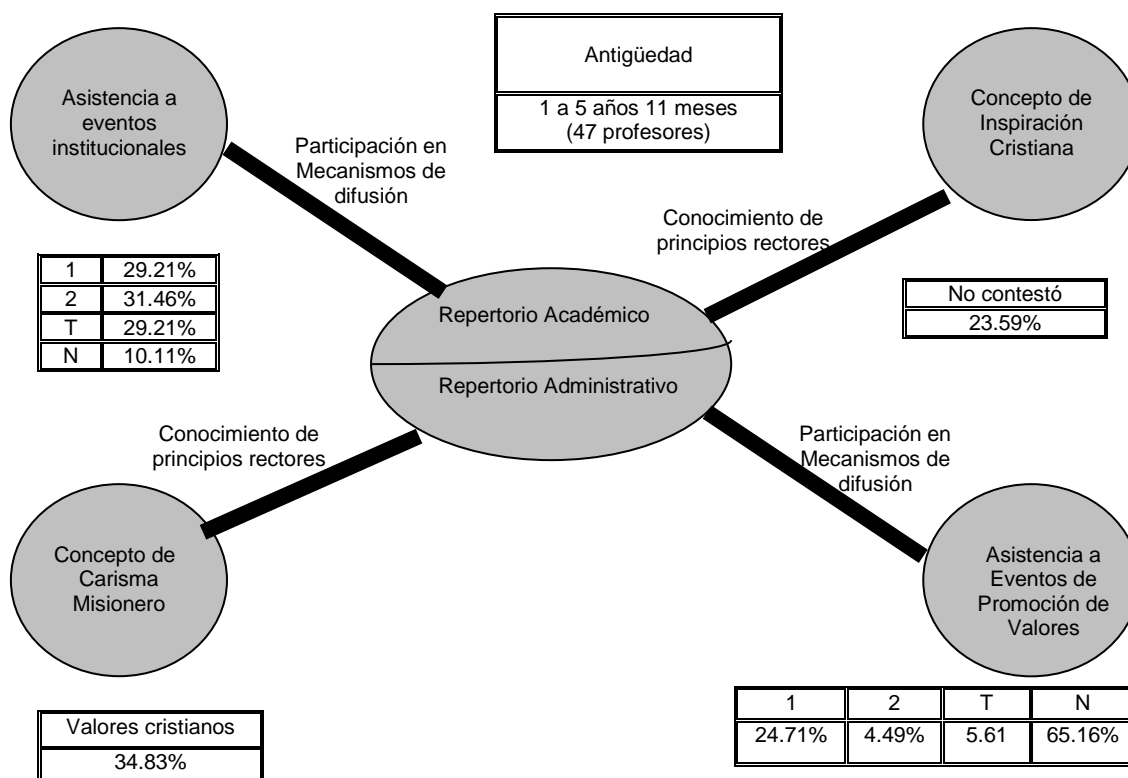 Antigüedad
1 a 5 años 11 meses
(47 profesores)
Asistencia a
eventos
institucionales
Participación en
Mecanismos de
difusión
Concepto de
Inspiración
Cristiana
Conocimiento de
principios rectores
1 29.21%
2 31.46%
T 29.21%
N 10.11%
Repertorio Académico
Repertorio Administrativo
No contestó
23.59%
Conocimiento de
principios rectores
Participación en
Mecanismos de
difusión
Concepto de
Carisma
Misionero
Asistencia a
Eventos de
Promoción de
Valores
Valores cristianos
34.83%
1 2 T N
24.71% 4.49% 5.61 65.16%